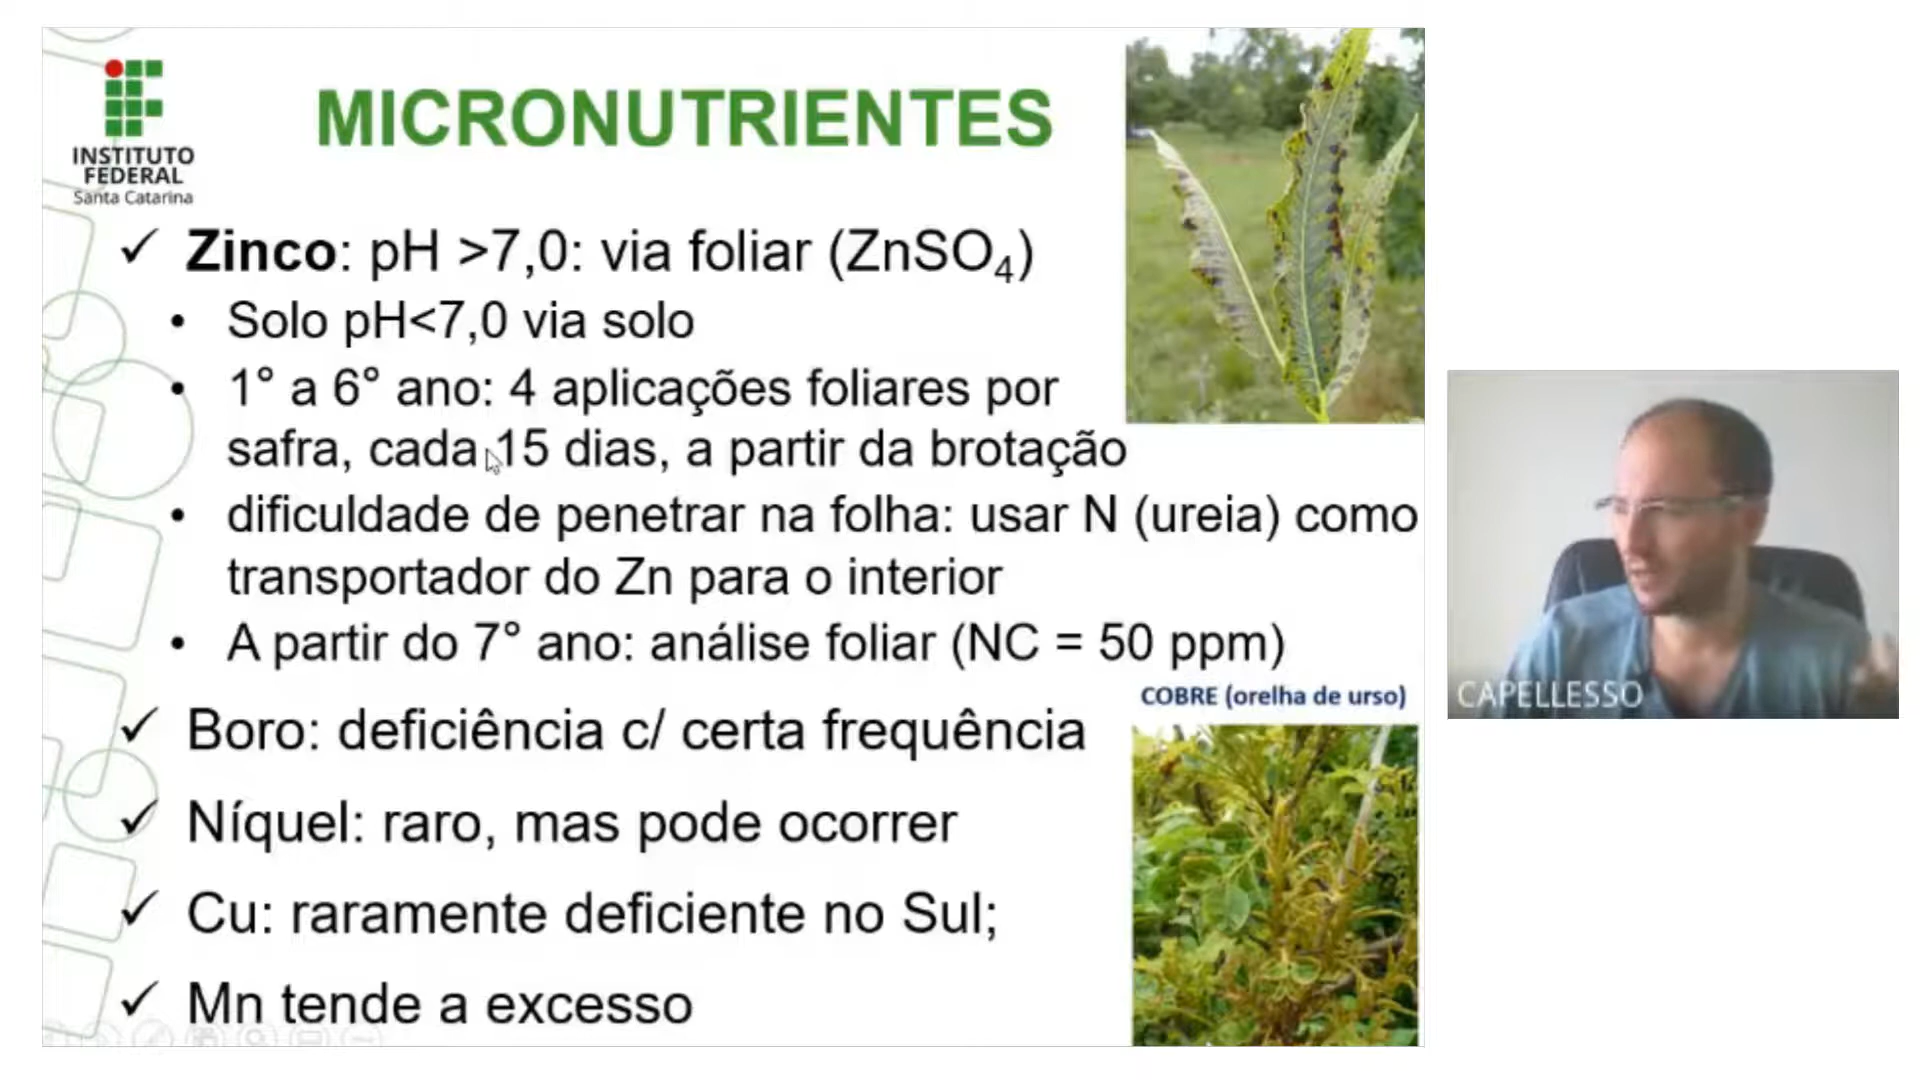 INSTITUTO
FEDERAL
Santa Catarina
MICRONUTRIENTES
✓ Zinco: pH >7,0: via foliar (ZnSO₄)
• Solo pH<7,0 via solo
• 1° a 6° ano: 4 aplicações foliares por
safra, cada 15 dias, a partir da brotação
• dificuldade de penetrar na folha: usar N (ureia) como
transportador do Zn para o interior
• A partir do 7° ano: análise foliar (NC = 50 ppm)
✓ Boro: deficiência c/ certa frequência
✓ Níquel: raro, mas pode ocorrer
✓ Cu: raramente deficiente no Sul;
✓ Mn tende a excesso
COBRE (orelha de urso)
CAPELLESSO